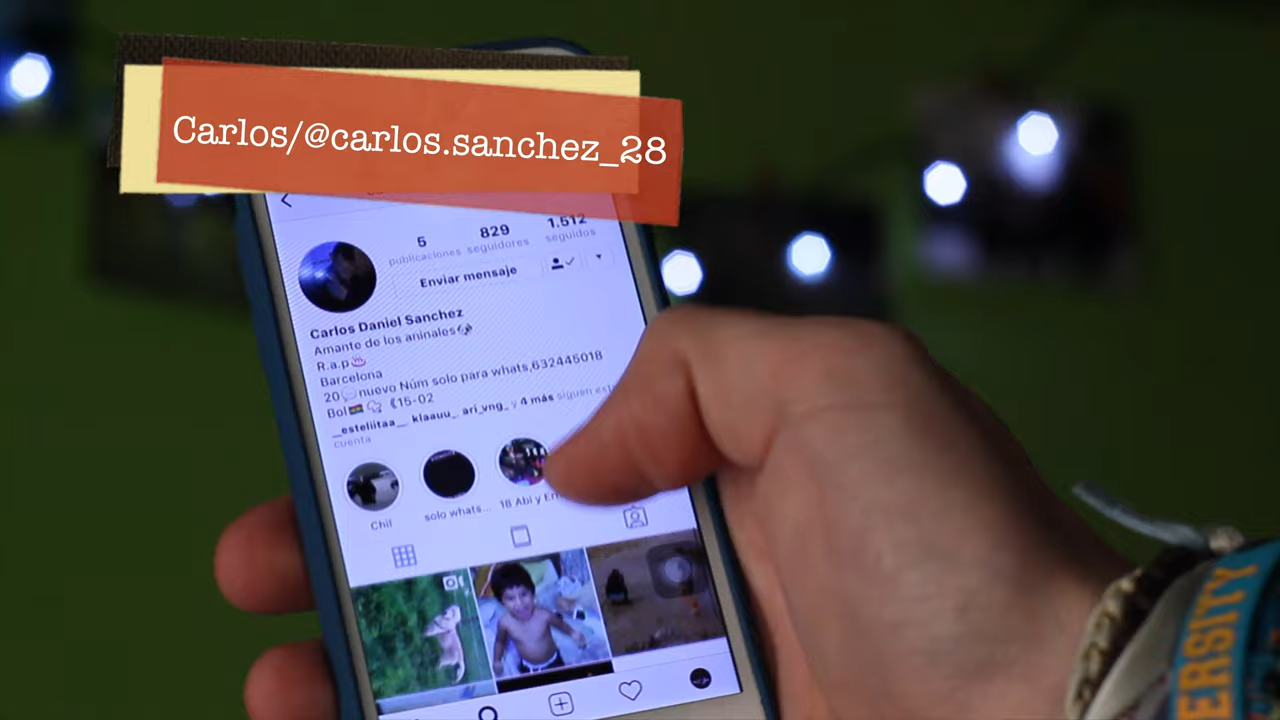 Carlos/@carlos.sanchez_28
5 829 1.512
publicaciones seguidores seguidos
Enviar mensaje
Carlos Daniel Sanchez
Amante de los aninales
R.a.p
Barcelona
20 nuevo Núm solo para whats,632445018
Bol 15-02
__esteliitaa__ klaauu_ ari_vng_ y 4 más siguen
cuenta
Chil solo whats... 18 Abi y
ERSITY